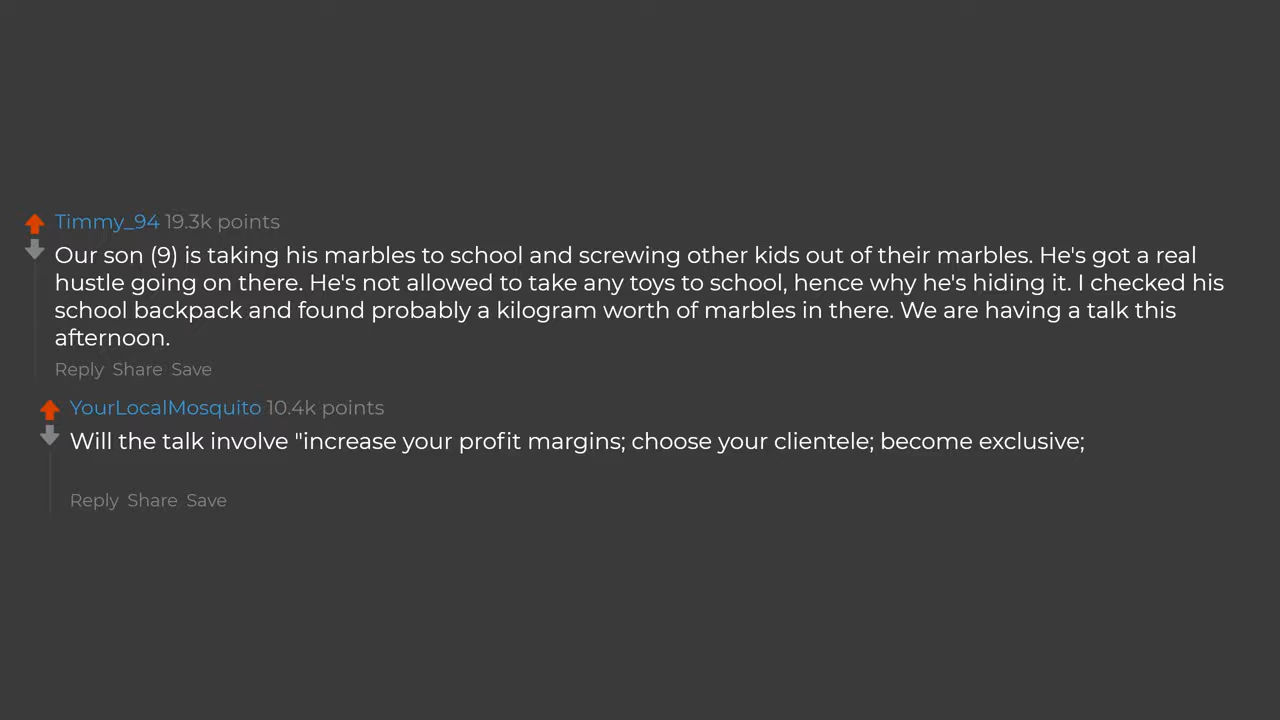 Timmy_94 19.3k points
Our son (9) is taking his marbles to school and screwing other kids out of their marbles. He's got a real
hustle going on there. He's not allowed to take any toys to school, hence why he's hiding it. I checked his
school backpack and found probably a kilogram worth of marbles in there. We are having a talk this
afternoon.
Reply Share Save
YourLocalMosquito 10.4k points
Will the talk involve "increase your profit margins; choose your clientele; become exclusive;
Reply Share Save